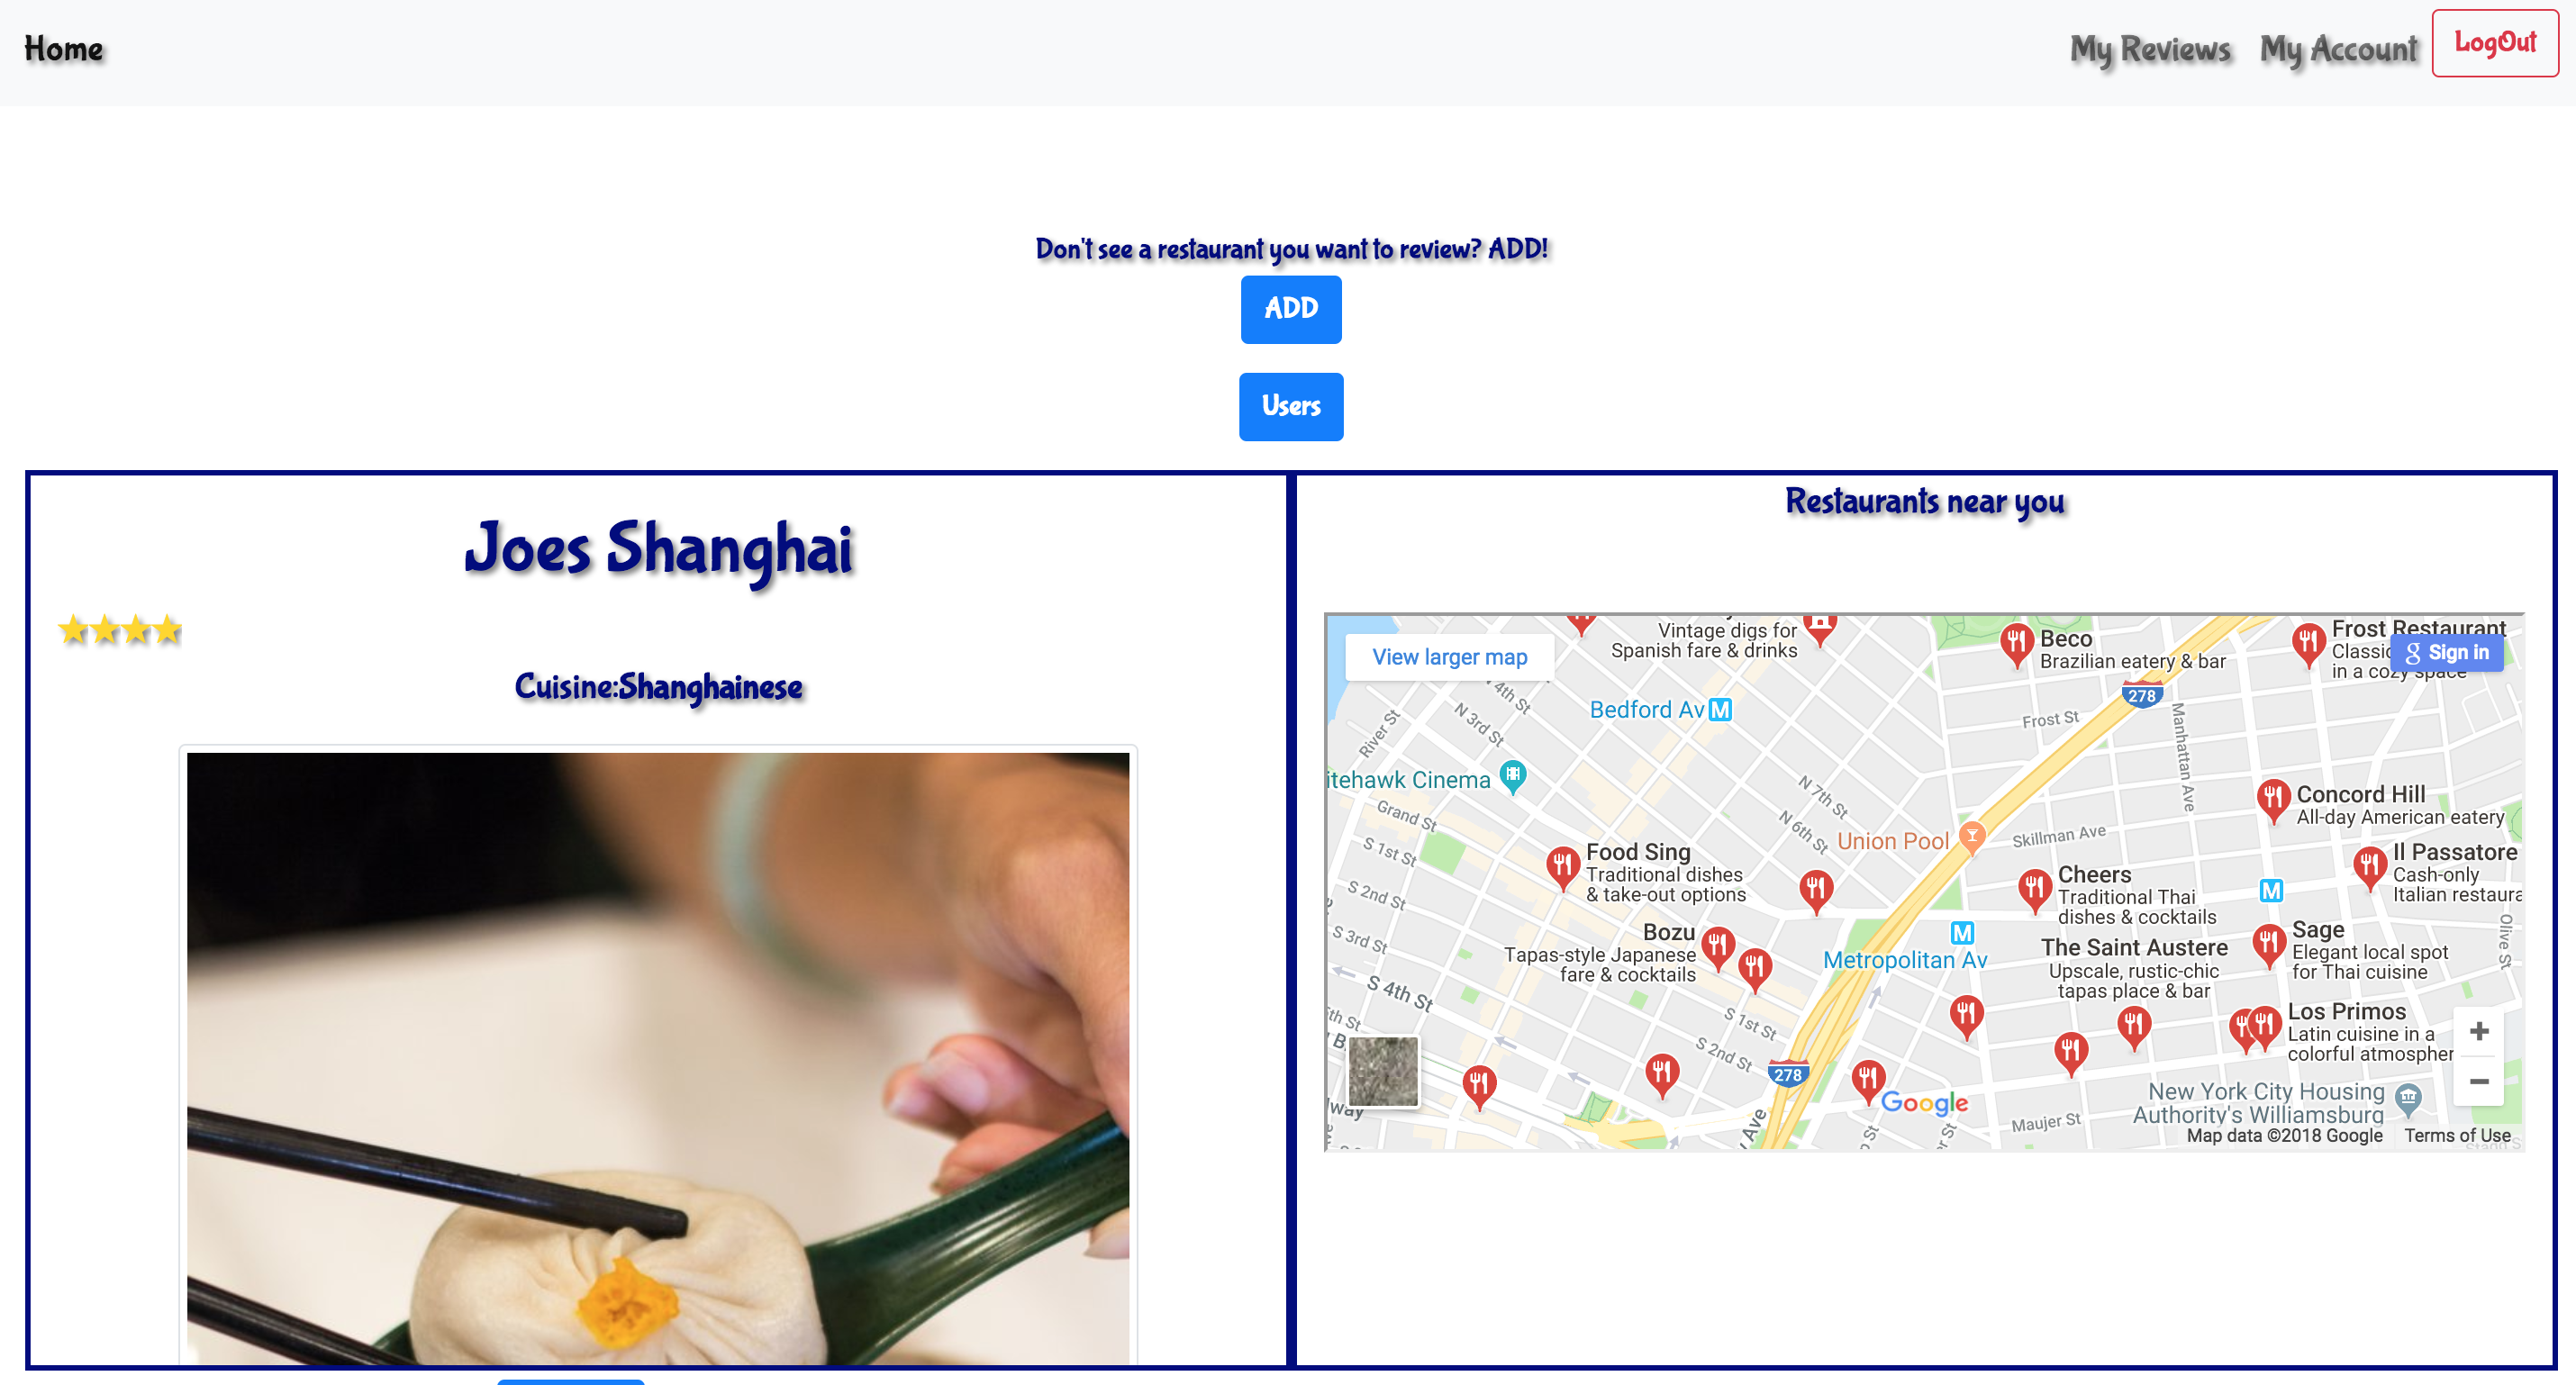 Home
My Reviews
My Account
LogOut
Don't see a restaurant you want to review? ADD!
ADD
Users
Joes Shanghai
Cuisine:Shanghainese
Restaurants near you
View larger map
Vintage digs for
Spanish fare & drinks
Beco
Brazilian eatery & bar
Frost Restaurant
Classic
in a cozy space
Sign in
278
N 4th St
N 3rd St
River St
Bedford Av
M
Frost St
Manhattan Ave
itehawk Cinema
Grand St
N 7th St
N 6th St
Union Pool
Skillman Ave
Concord Hill
All-day American eatery
S 1st St
Food Sing
Traditional dishes
& take-out options
Cheers
Traditional Thai
dishes & cocktails
M
Il Passatore
Cash-only
Italian restaura
S 2nd St
S 3rd St
Bozu
Tapas-style Japanese
fare & cocktails
M
Metropolitan Av
The Saint Austere
Upscale, rustic-chic
tapas place & bar
Sage
Elegant local spot
for Thai cuisine
Olive St
S 4th St
S 1st St
S 2nd St
Los Primos
Latin cuisine in a
colorful atmospher
+
−
278
Google
New York City Housing
Authority's Williamsburg
Maujer St
Ave
Map data ©2018 Google
Terms of Use